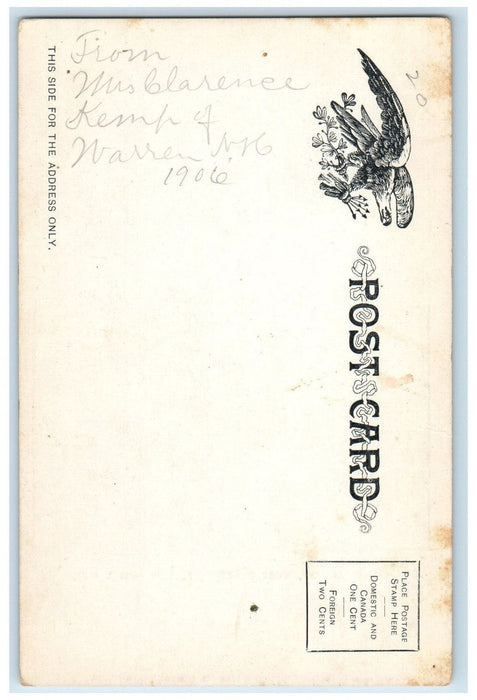 From
Mrs Clarence
Kemp of
Warren NH
1906
20
THIS SIDE FOR THE ADDRESS ONLY.
POST CARD
PLACE POSTAGE
STAMP HERE
DOMESTIC AND
CANADA
ONE CENT
FOREIGN
TWO CENTS